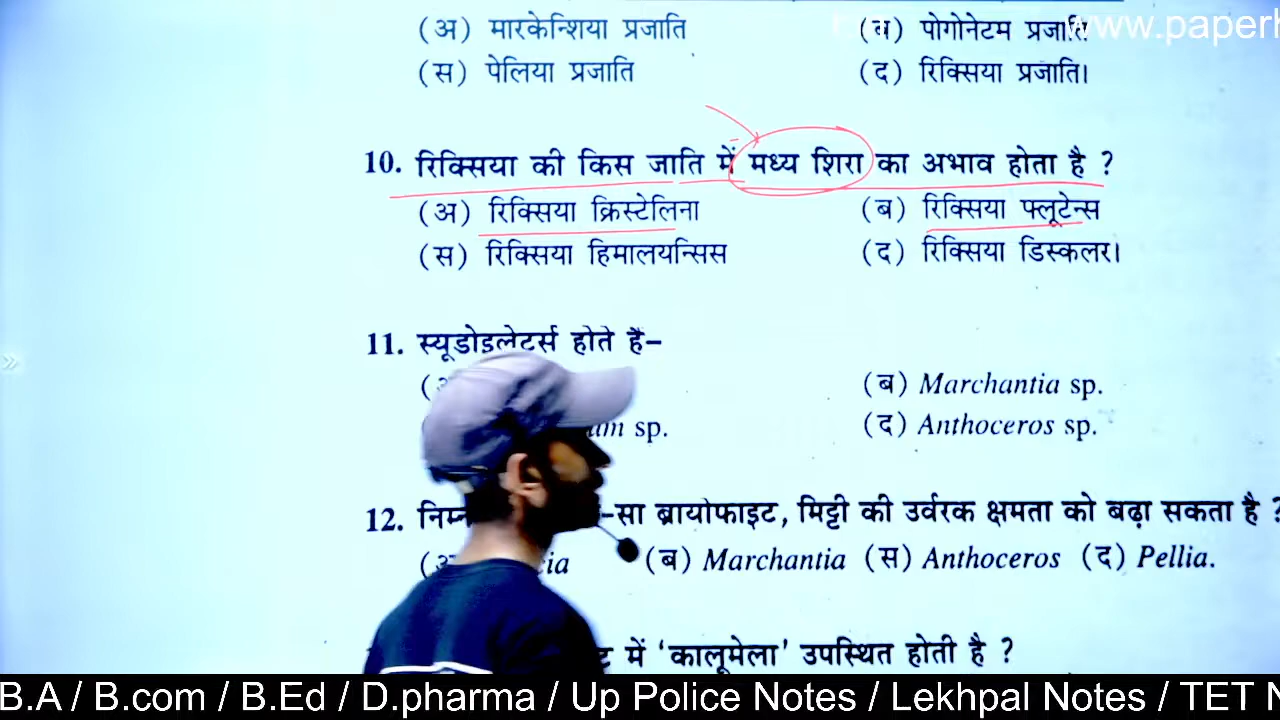 (अ) मारकेन्शिया प्रजाति (ब) पोगोनेटम प्रजाति
www.paperh
(स) पेलिया प्रजाति (द) रिक्सिया प्रजाति।
10. रिक्सिया की किस जाति में मध्य शिरा का अभाव होता है ?
(अ) रिक्सिया क्रिस्टेलिना (ब) रिक्सिया फ्लूटेन्स
(स) रिक्सिया हिमालयन्सिस (द) रिक्सिया डिस्कलर।
11. स्यूडोइलेटर्स होते है–
(ब) Marchantia sp.
sp. (द) Anthoceros sp.
12. -सा ब्रायोफाइट, मिट्टी की उर्वरक क्षमता को बढ़ा सकता है ?
(ब) Marchantia (स) Anthoceros (द) Pellia.
में ‘कालूमेला’ उपस्थित होती है ?
B.A / B.com / B.Ed / D.pharma / Up Police Notes / Lekhpal Notes / TET N